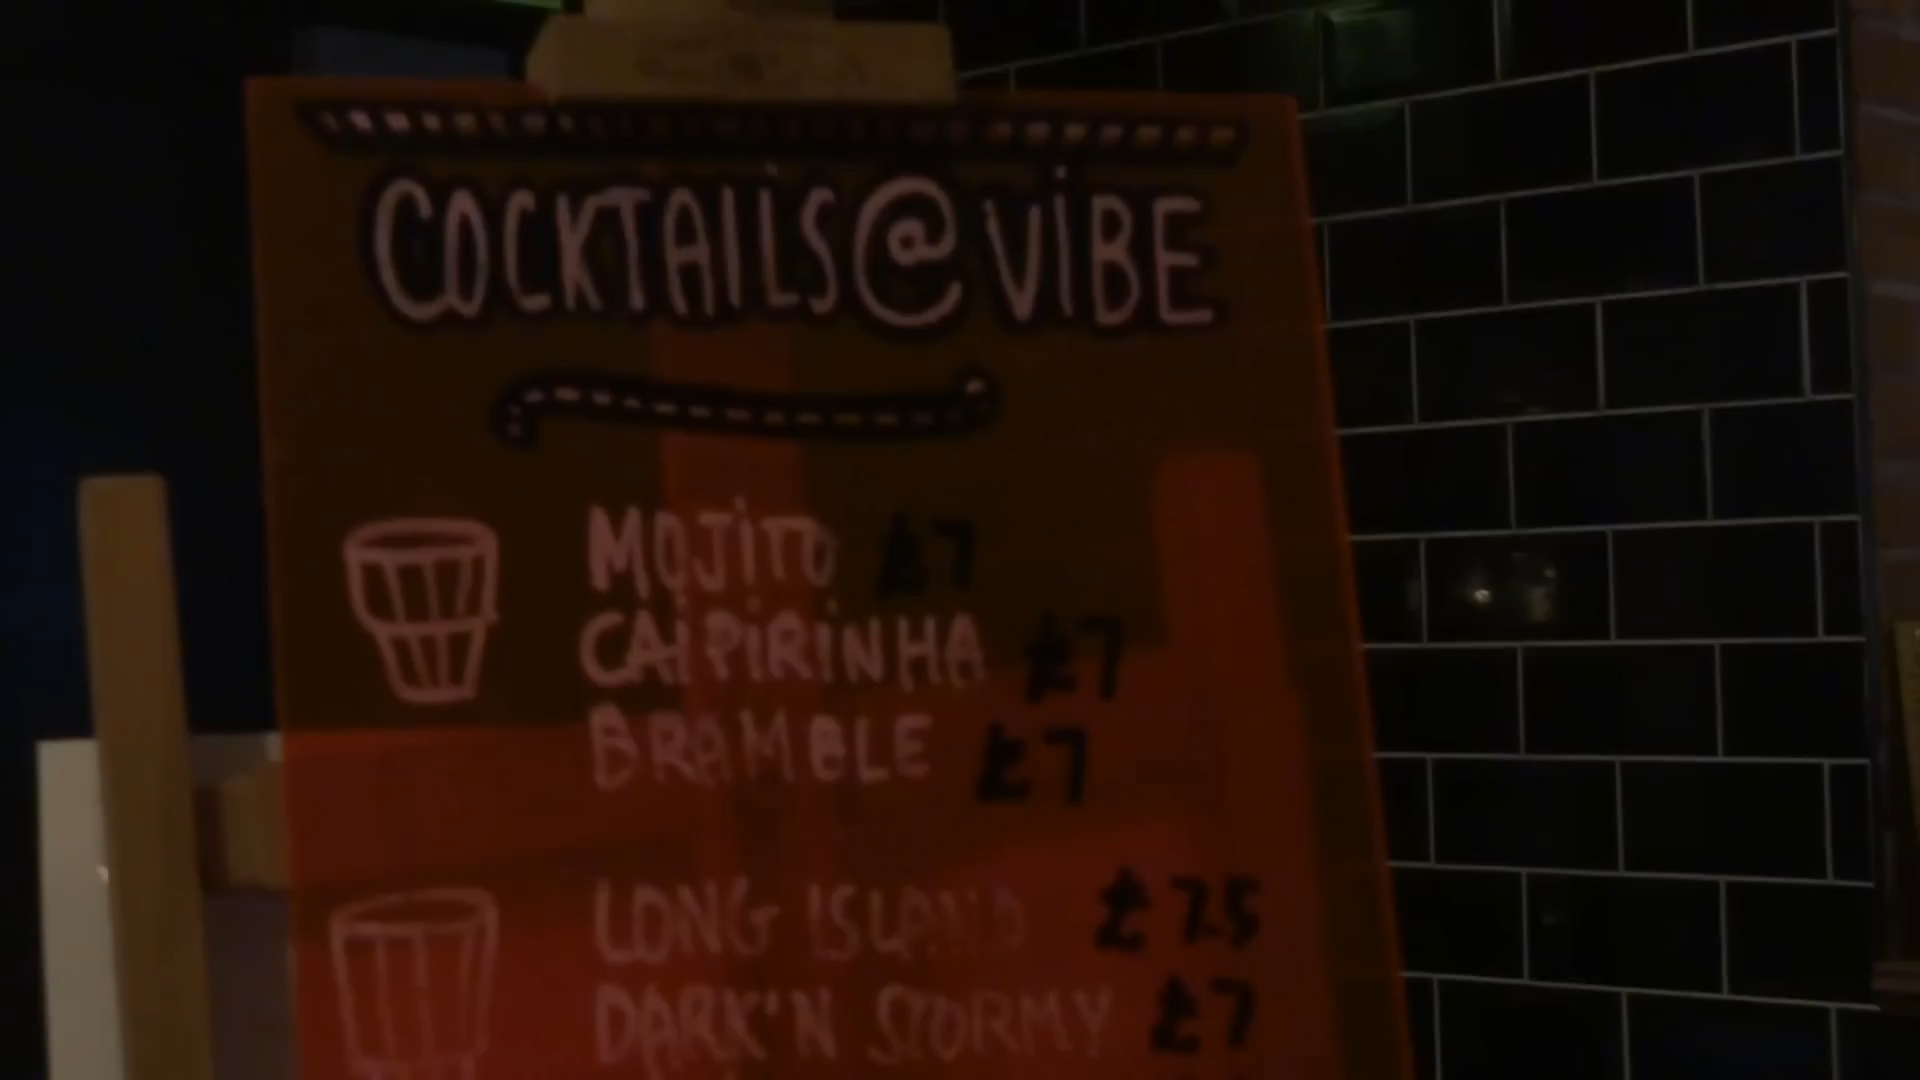 COCKTAILS@VIBE
MOJITO £7
CAIPIRINHA £7
BRAMBLE £7
LONG ISLAND £7.5
DARK'N STORMY £7